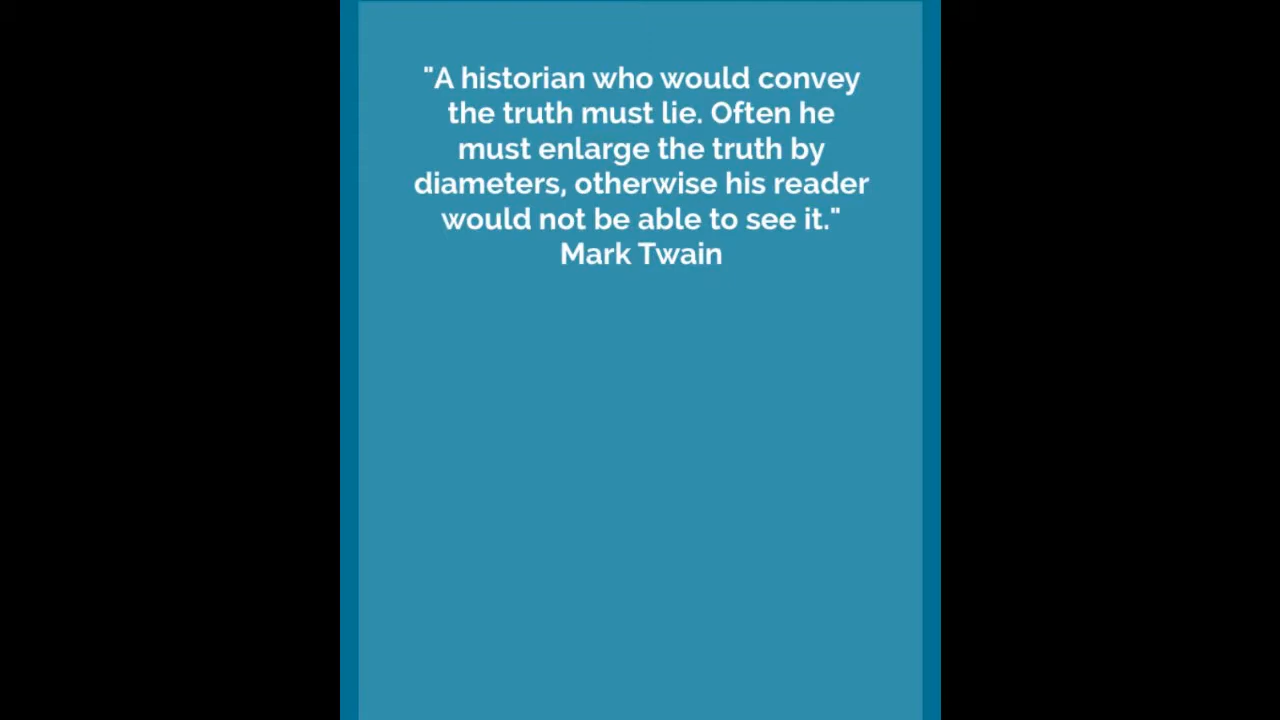 "A historian who would convey
the truth must lie. Often he
must enlarge the truth by
diameters, otherwise his reader
would not be able to see it."
Mark Twain